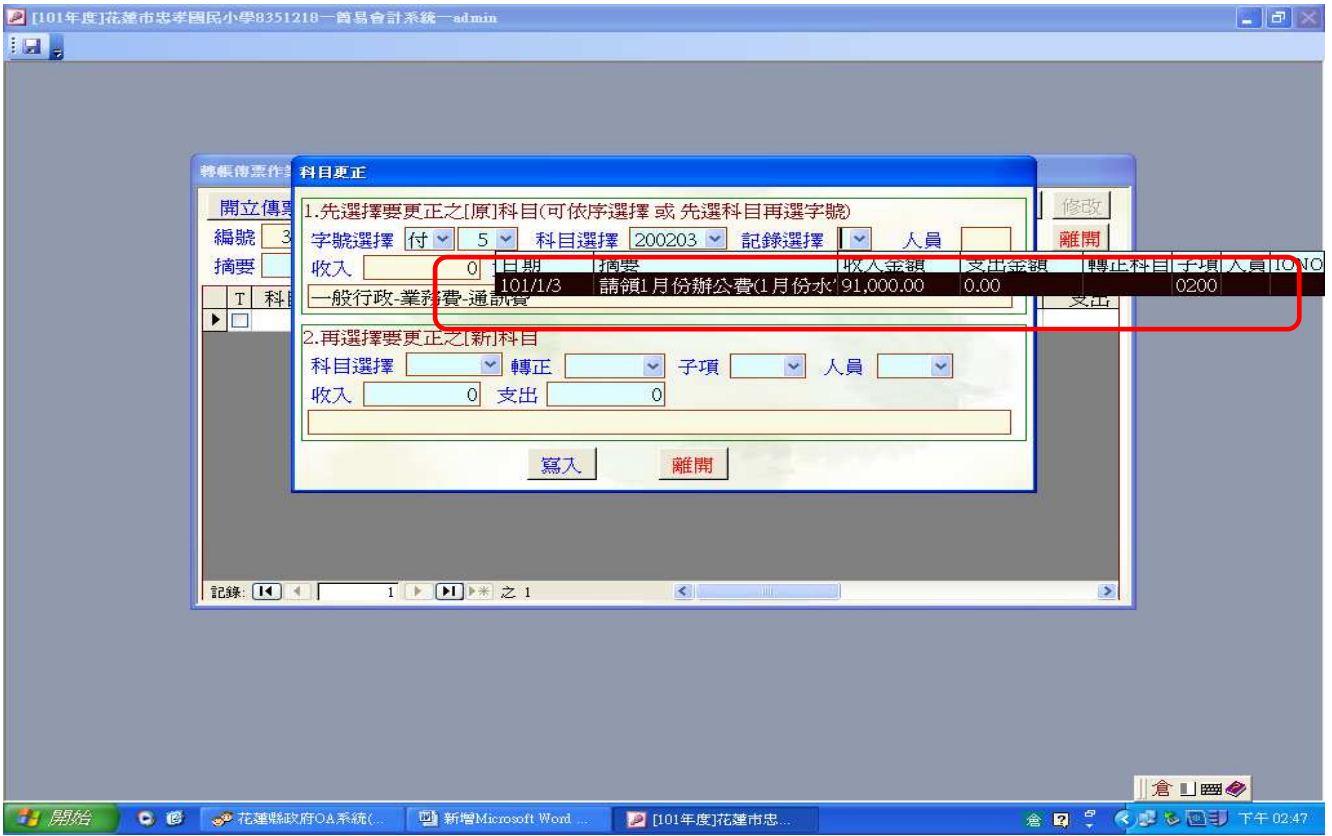 [101年度]花蓮市忠孝國民小學8351218—簡易會計系統—admin
科目更正
開立傳票
修改
1.先選擇要更正之[原]科目(可依序選擇 或 先選科目再選字號)
編號 3
字號選擇 付 5 科目選擇 200203 記錄選擇 人員
離開
摘要
收入 0
日期 摘要 收入金額 支出金額 轉正科目 子項 人員 IONO
101/1/3 請領1月份辦公費(1月份水 91,000.00 0.00 0200
T 科
一般行政-業務費-通訊費
支出
2.再選擇要更正之[新]科目
科目選擇 轉正 子項 人員
收入 0 支出 0
寫入 離開
記錄: 1 之 1
倉
開始 花蓮縣政府OA系統(... 新增Microsoft Word ... [101年度]花蓮市忠... 下午 02:47